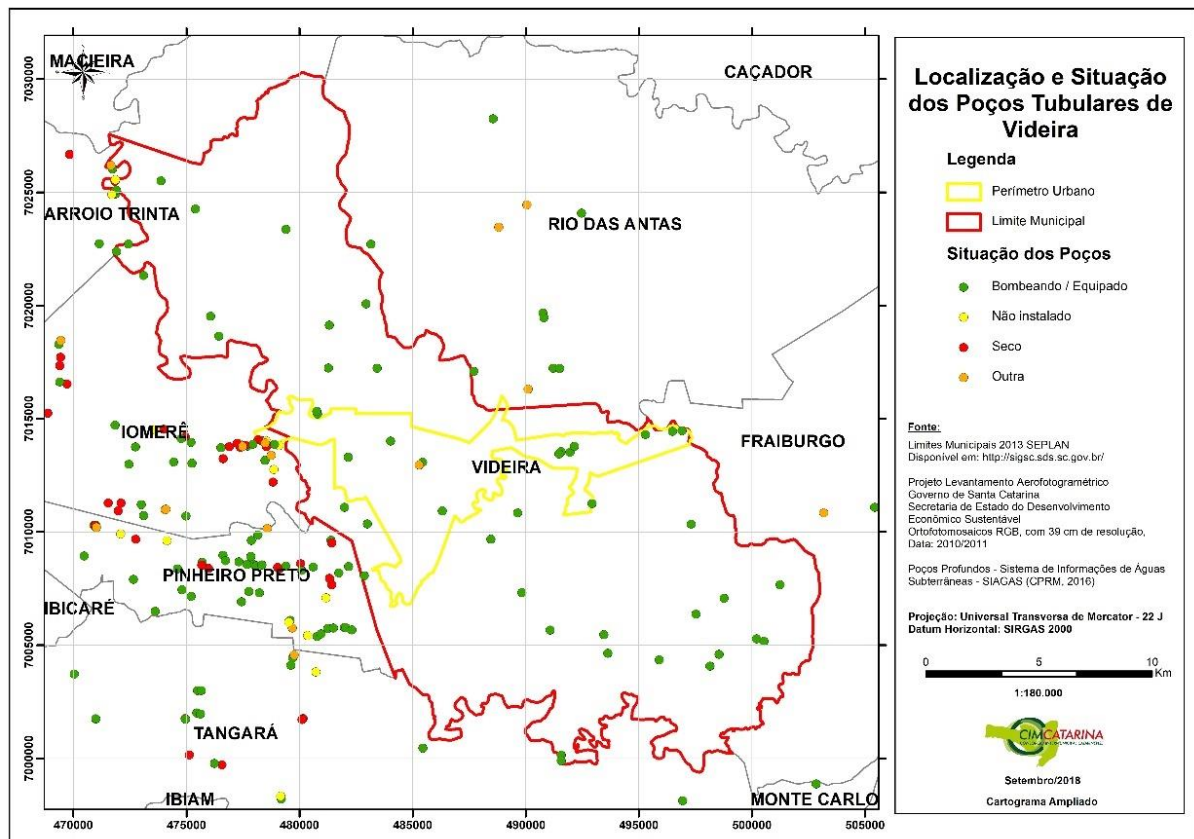 MACIEIRA
CAÇADOR
ARROIO TRINTA
RIO DAS ANTAS
IOMERÊ
VIDEIRA
FRAIBURGO
PINHEIRO PRETO
IBICARÉ
TANGARÁ
IBIAM
MONTE CARLO
7030000
7025000
7020000
7015000
7010000
7005000
7000000
470000 475000 480000 485000 490000 495000 500000 505000
Localização e Situação
dos Poços Tubulares de
Videira
Legenda
Perímetro Urbano
Limite Municipal
Situação dos Poços
Bombeando / Equipado
Não instalado
Seco
Outra
Fonte:
Limites Municipais 2013 SEPLAN
Disponível em: http://sigsc.sds.sc.gov.br/
Projeto Levantamento Aerofotogramétrico
Governo de Santa Catarina
Secretaria de Estado do Desenvolvimento
Econômico Sustentável
Ortofotomosaicos RGB, com 39 cm de resolução,
Data: 2010/2011
Poços Profundos - Sistema de Informações de Águas
Subterrâneas - SIAGAS (CPRM, 2016)
Projeção: Universal Transversa de Mercator - 22 J
Datum Horizontal: SIRGAS 2000
0 5 10
Km
1:180.000
CIMCATARINA
Setembro/2018
Cartograma Ampliado